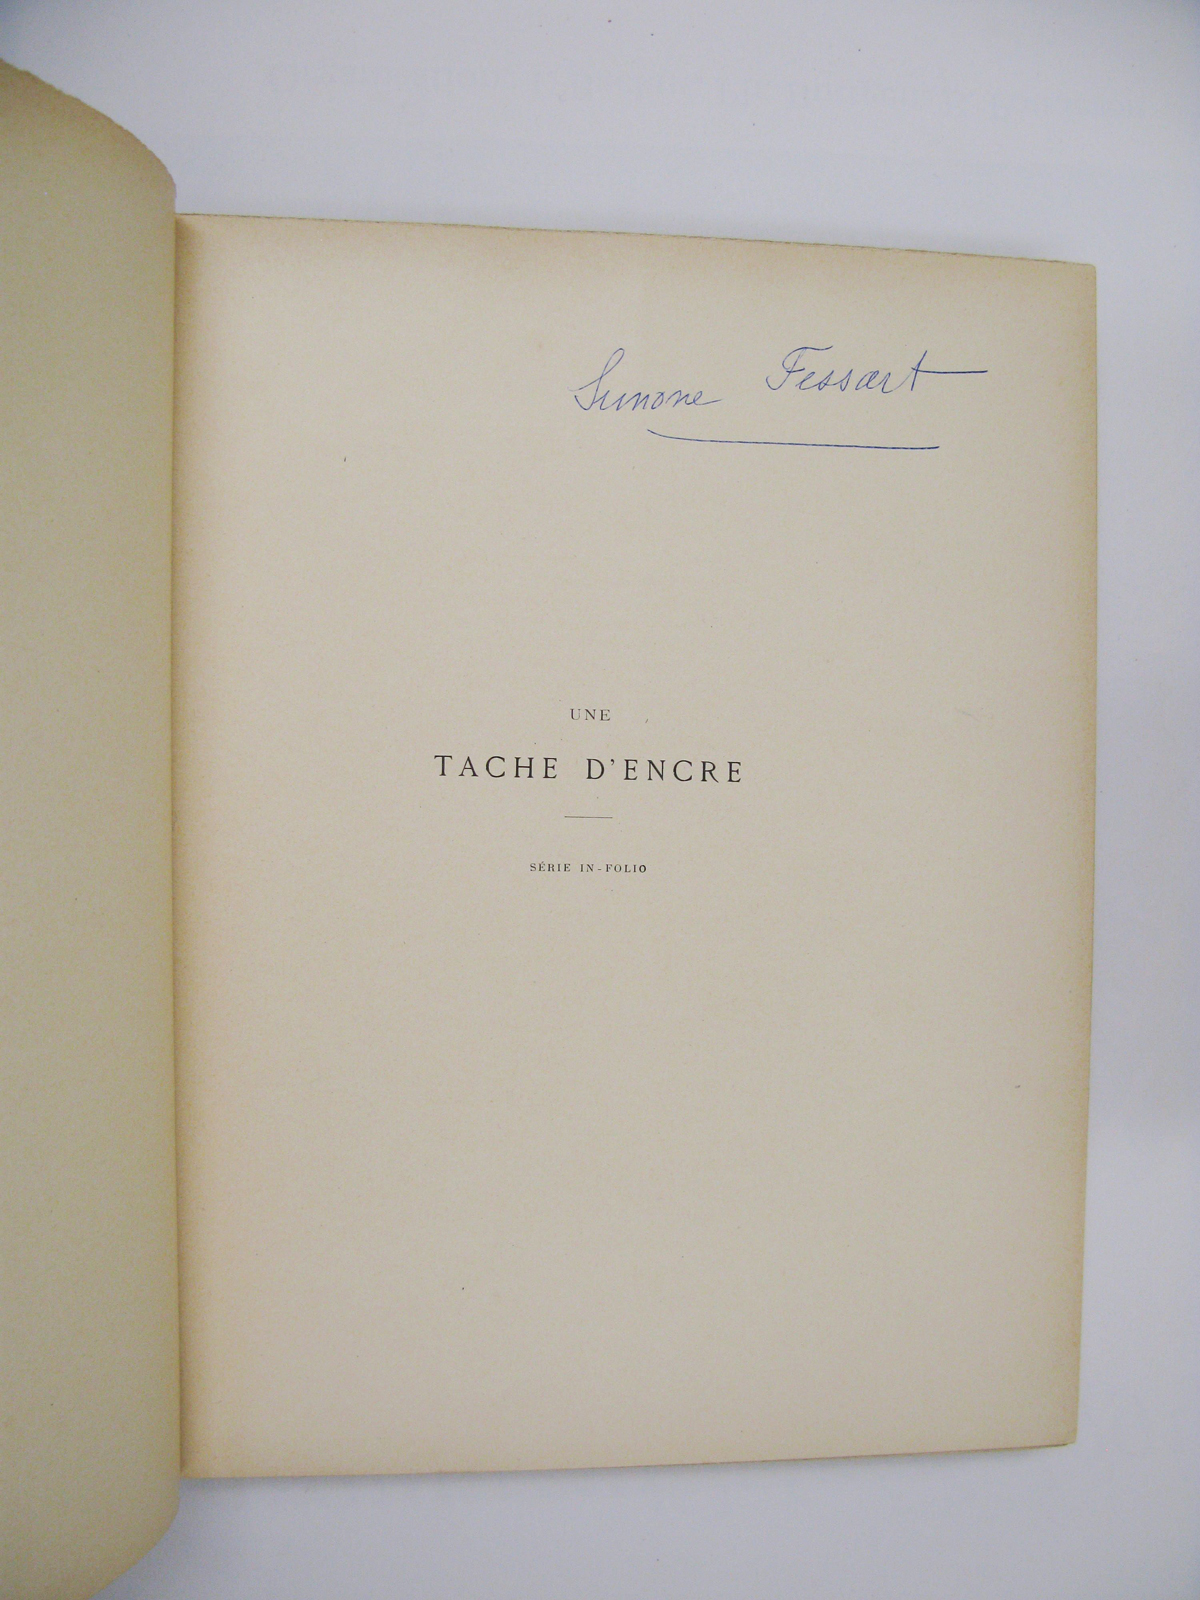 Simone Fessart
UNE
TACHE D'ENCRE
SÉRIE IN-FOLIO